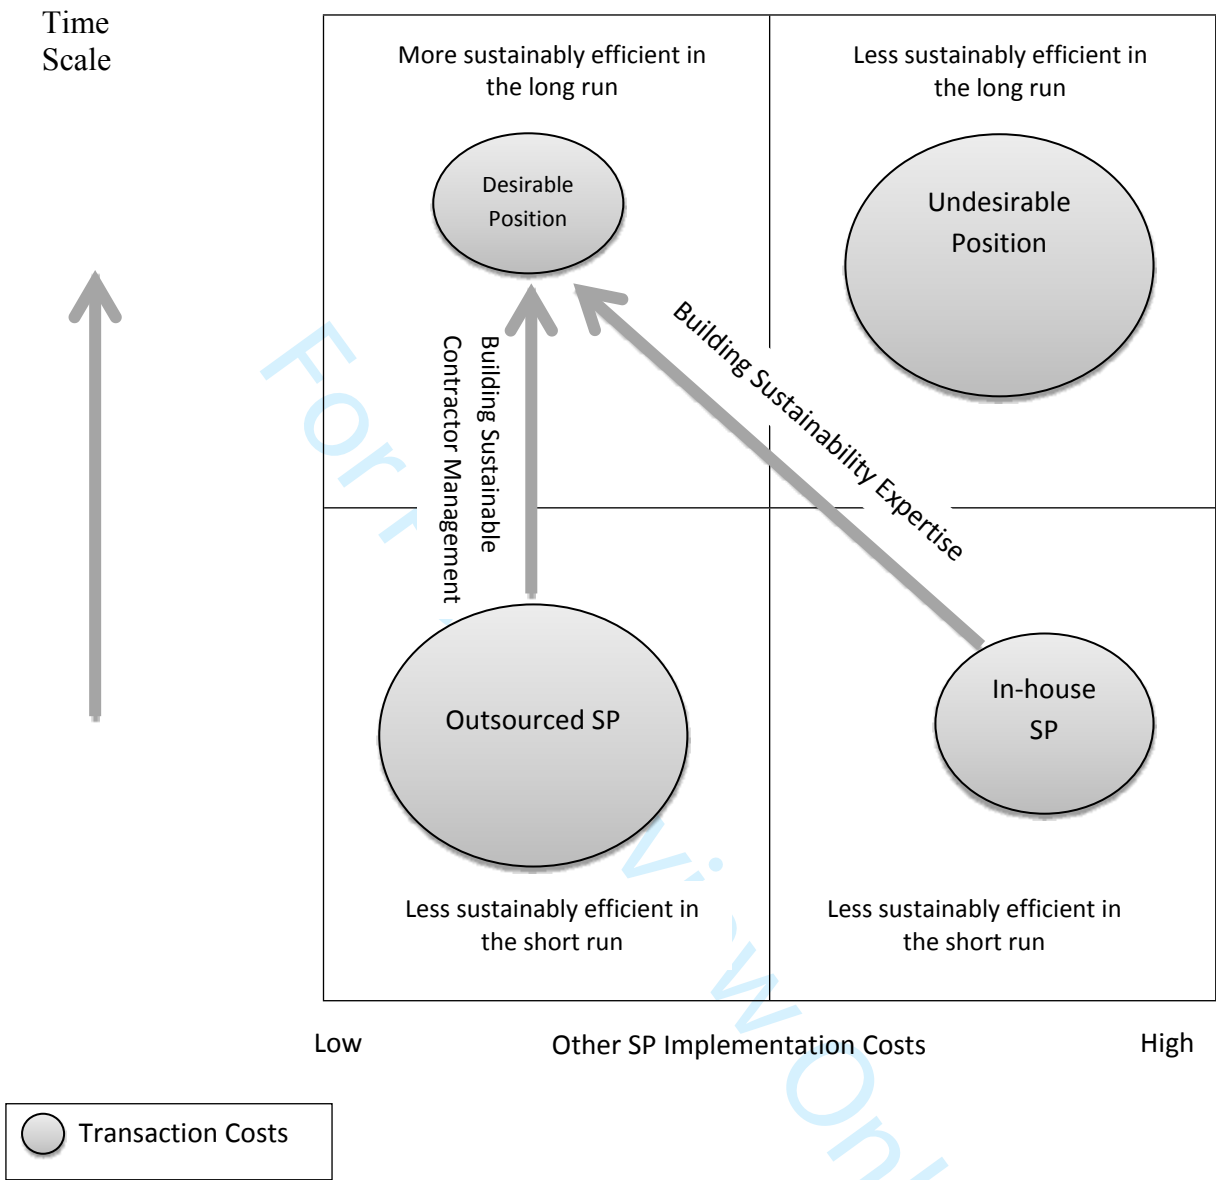 Time
Scale
More sustainably efficient in
the long run
Less sustainably efficient in
the long run
Desirable
Position
Undesirable
Position
Building Sustainable
Contractor Management
Building Sustainability Expertise
Outsourced SP
In-house
SP
Less sustainably efficient in
the short run
Less sustainably efficient in
the short run
Low
Other SP Implementation Costs
High
Transaction Costs
For